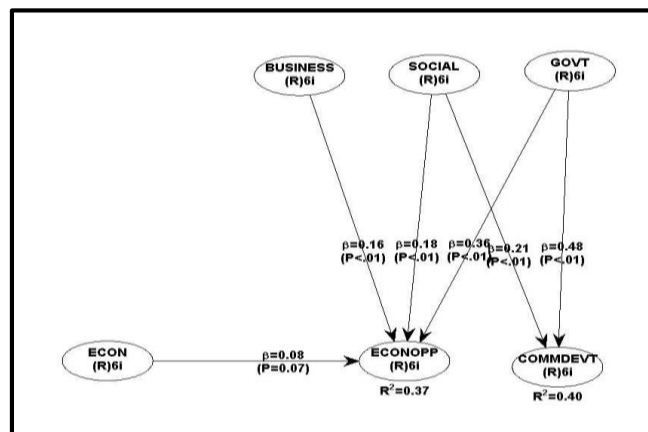 BUSINESS
(R)6i
SOCIAL
(R)6i
GOVT
(R)6i
β=0.16
(P<.01)
β=0.18
(P<.01)
β=0.36
(P<.01)
β=0.21
(P<.01)
β=0.48
(P<.01)
ECON
(R)6i
β=0.08
(P=0.07)
ECONOPP
(R)6i
R²=0.37
COMMDEVT
(R)6i
R²=0.40